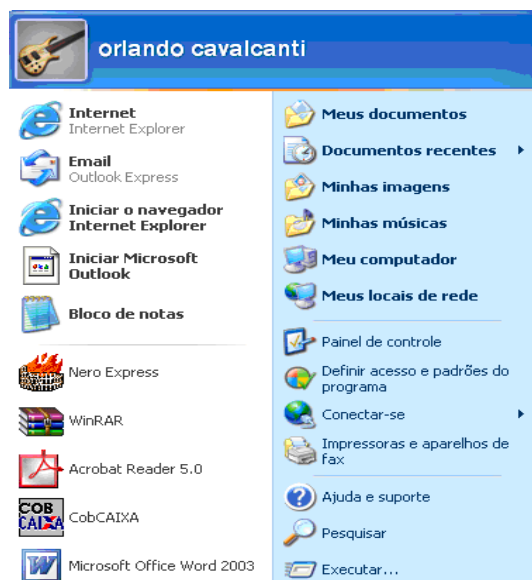 orlando cavalcanti
Internet
Internet Explorer
Email
Outlook Express
Iniciar o navegador
Internet Explorer
Iniciar Microsoft
Outlook
Bloco de notas
Nero Express
WinRAR
Acrobat Reader 5.0
COB
CAIXA
CobCAIXA
Microsoft Office Word 2003
Meus documentos
Documentos recentes
Minhas imagens
Minhas músicas
Meu computador
Meus locais de rede
Painel de controle
Definir acesso e padrões do
programa
Conectar-se
Impressoras e aparelhos de
fax
Ajuda e suporte
Pesquisar
Executar...